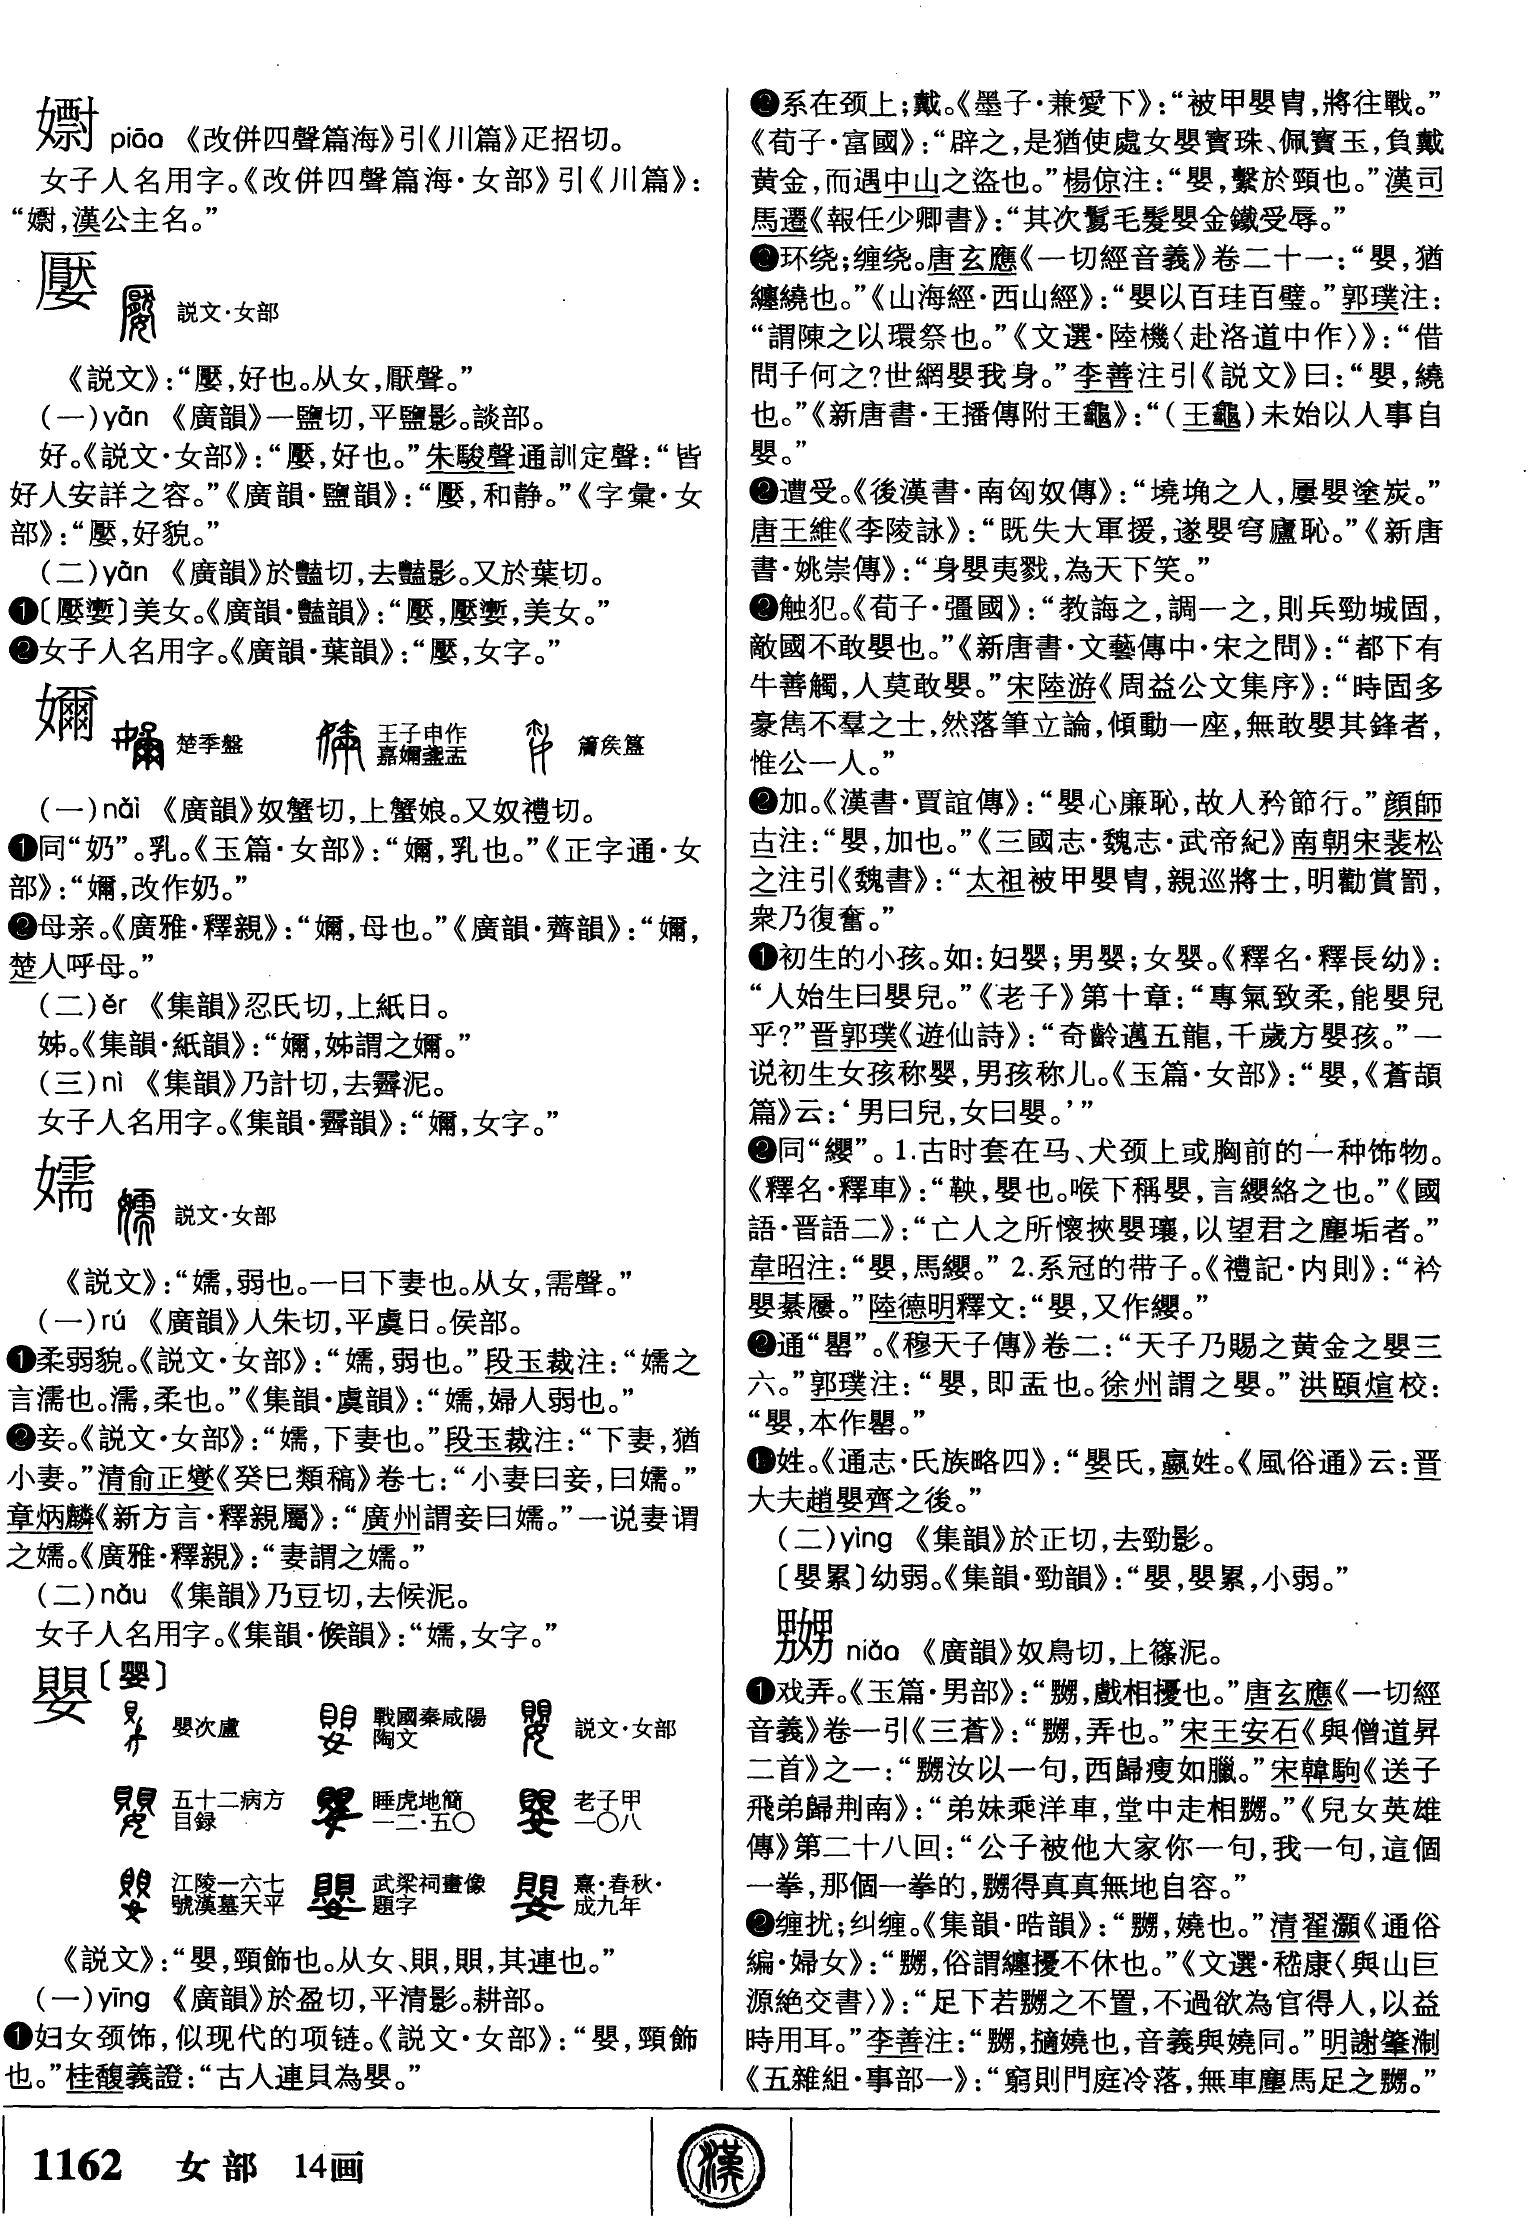 嫖 piāo 《改併四聲篇海》引《川篇》疋招切。
女子人名用字。《改併四聲篇海·女部》引《川篇》：
漢公主名。”
嬮
説文·女部
《説文》：“嬮，好也。从女，厭聲。”
（一）yān 《廣韻》一鹽切，平鹽影。談部。
好。《説文·女部》：“嬮，好也。”朱駿聲通訓定聲：“皆
好人安詳之容。”《廣韻·鹽韻》：“嬮，和静。”《字彙·女
部》：“嬮，好貌。”
（二）yàn 《廣韻》於豔切，去豔影。又於葉切。
❶〔嬮㜞〕美女。《廣韻·豔韻》：“嬮，嬮㜞，美女。”
❷女子人名用字。《廣韻·葉韻》：“嬮，女字。”
嬭
楚季盤
王子申作
嘉嬭盞盂
簫矦簋
（一）nǎi 《廣韻》奴蟹切，上蟹娘。又奴禮切。
❶同“奶”。乳。《玉篇·女部》：“嬭，乳也。”《正字通·女
部》：“嬭，改作奶。”
❷母亲。《廣雅·釋親》：“嬭，母也。”《廣韻·薺韻》：“嬭，
楚人呼母。”
（二）ěr 《集韻》忍氏切，上紙日。
姊。《集韻·紙韻》：“嬭，姊謂之嬭。”
（三）nì 《集韻》乃計切，去霽泥。
女子人名用字。《集韻·霽韻》：“嬭，女字。”
嬬
説文·女部
《説文》：“嬬，弱也。一曰下妻也。从女，需聲。”
（一）rú 《廣韻》人朱切，平虞日。侯部。
❶柔弱貌。《説文·女部》：“嬬，弱也。”段玉裁注：“嬬之
言濡也。濡，柔也。”《集韻·虞韻》：“嬬，婦人弱也。”
❷妾。《説文·女部》：“嬬，下妻也。”段玉裁注：“下妻，猶
小妻。”清俞正燮《癸巳類稿》卷七：“小妻曰妾，曰嬬。”
章炳麟《新方言·釋親屬》：“廣州謂妾曰嬬。”一说妻谓
之嬬。《廣雅·釋親》：“妻謂之嬬。”
（二）nòu 《集韻》乃豆切，去候泥。
女子人名用字。《集韻·候韻》：“嬬，女字。”
嬰〔婴〕
嬰次盧
戰國秦咸陽
陶文
説文·女部
五十二病方
目録
睡虎地簡
一二·五〇
老子甲
一〇八
江陵一六七
號漢墓天平
武梁祠畫像
題字
熹·春秋·
成九年
《説文》：“嬰，頸飾也。从女、賏，賏，其連也。”
（一）yīng 《廣韻》於盈切，平清影。耕部。
❶妇女颈饰，似现代的项链。《説文·女部》：“嬰，頸飾
也。”桂馥義證：“古人連貝為嬰。”
❷系在颈上；戴。《墨子·兼愛下》：“被甲嬰胄，將往戰。”
《荀子·富國》：“辟之，是猶使處女嬰寳珠、佩寳玉，負戴
黄金，而遇中山之盜也。”楊倞注：“嬰，繫於頸也。”漢司
馬遷《報任少卿書》：“其次鬄毛髮嬰金鐵受辱。”
❷环绕；缠绕。唐玄應《一切經音義》卷二十一：“嬰，猶
纏繞也。”《山海經·西山經》：“嬰以百珪百璧。”郭璞注：
“謂陳之以環祭也。”《文選·陸機〈赴洛道中作〉》：“借
問子何之？世網嬰我身。”李善注引《説文》曰：“嬰，繞
也。”《新唐書·王播傳附王龜》：“（王龜）未始以人事自
嬰。”
❷遭受。《後漢書·南匈奴傳》：“墝埆之人，屢嬰塗炭。”
唐王維《李陵詠》：“既失大軍援，遂嬰穹廬恥。”《新唐
書·姚崇傳》：“身嬰夷戮，為天下笑。”
❷触犯。《荀子·彊國》：“教誨之，調一之，則兵勁城固，
敵國不敢嬰也。”《新唐書·文藝傳中·宋之問》：“都下有
牛善觸，人莫敢嬰。”宋陸游《周益公文集序》：“時固多
豪雋不羣之士，然落筆立論，傾動一座，無敢嬰其鋒者，
惟公一人。”
❷加。《漢書·賈誼傳》：“嬰心廉恥，故人矜節行。”顔師
古注：“嬰，加也。”《三國志·魏志·武帝紀》南朝宋裴松
之注引《魏書》：“太祖被甲嬰胄，親巡將士，明勸賞罰，
衆乃復奮。”
❶初生的小孩。如：妇嬰；男嬰；女嬰。《釋名·釋長幼》：
“人始生曰嬰兒。”《老子》第十章：“專氣致柔，能嬰兒
乎？”晋郭璞《遊仙詩》：“奇齡邁五龍，千歲方嬰孩。”一
说初生女孩称嬰，男孩称儿。《玉篇·女部》：“嬰，《蒼頡
篇》云：‘男曰兒，女曰嬰。’”
❷同“纓”。1.古时套在马、犬颈上或胸前的一种饰物。
《釋名·釋車》：“鞅，嬰也。喉下稱嬰，言纓絡之也。”《國
語·晋語二》：“亡人之所懷挾嬰瓖，以望君之塵垢者。”
韋昭注：“嬰，馬纓。”2.系冠的带子。《禮記·内則》：“衿
嬰綦屨。”陸德明釋文：“嬰，又作纓。”
❷通“罌”。《穆天子傳》卷二：“天子乃賜之黄金之嬰三
六。”郭璞注：“嬰，即盂也。徐州謂之嬰。”洪頤煊校：
“嬰，本作罌。”
❶姓。《通志·氏族略四》：“嬰氏，嬴姓。《風俗通》云：晋
大夫趙嬰齊之後。”
（二）yìng 《集韻》於正切，去勁影。
〔嬰累〕幼弱。《集韻·勁韻》：“嬰，嬰累，小弱。”
嬲 niǎo 《廣韻》奴鳥切，上篠泥。
❶戏弄。《玉篇·男部》：“嬲，戲相擾也。”唐玄應《一切經
音義》卷一引《三蒼》：“嬲，弄也。”宋王安石《與僧道昇
二首》之一：“嬲汝以一句，西歸瘦如臘。”宋韓駒《送子
飛弟歸荆南》：“弟妹乘洋車，堂中走相嬲。”《兒女英雄
傳》第二十八回：“公子被他大家你一句，我一句，這個
一拳，那個一拳的，嬲得真真無地自容。”
❷缠扰；纠缠。《集韻·晧韻》：“嬲，嬈也。”清翟灝《通俗
編·婦女》：“嬲，俗謂纏擾不休也。”《文選·嵇康〈與山巨
源絶交書〉》：“足下若嬲之不置，不過欲為官得人，以益
時用耳。”李善注：“嬲，擿嬈也，音義與嬈同。”明謝肇淛
《五雜組·事部一》：“窮則門庭冷落，無車塵馬足之嬲。”
1162 女部 14画
漢